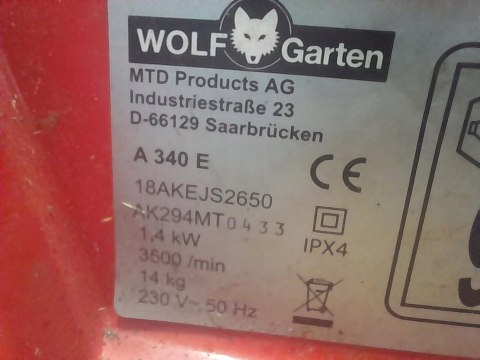 WOLF Garten
MTD Products AG
Industriestraße 23
D-66129 Saarbrücken
A 340 E
CE
18AKEJS2650
AK294MT0433
1,4 kW
IPX4
3500 /min
14 kg
230 V~ 50 Hz